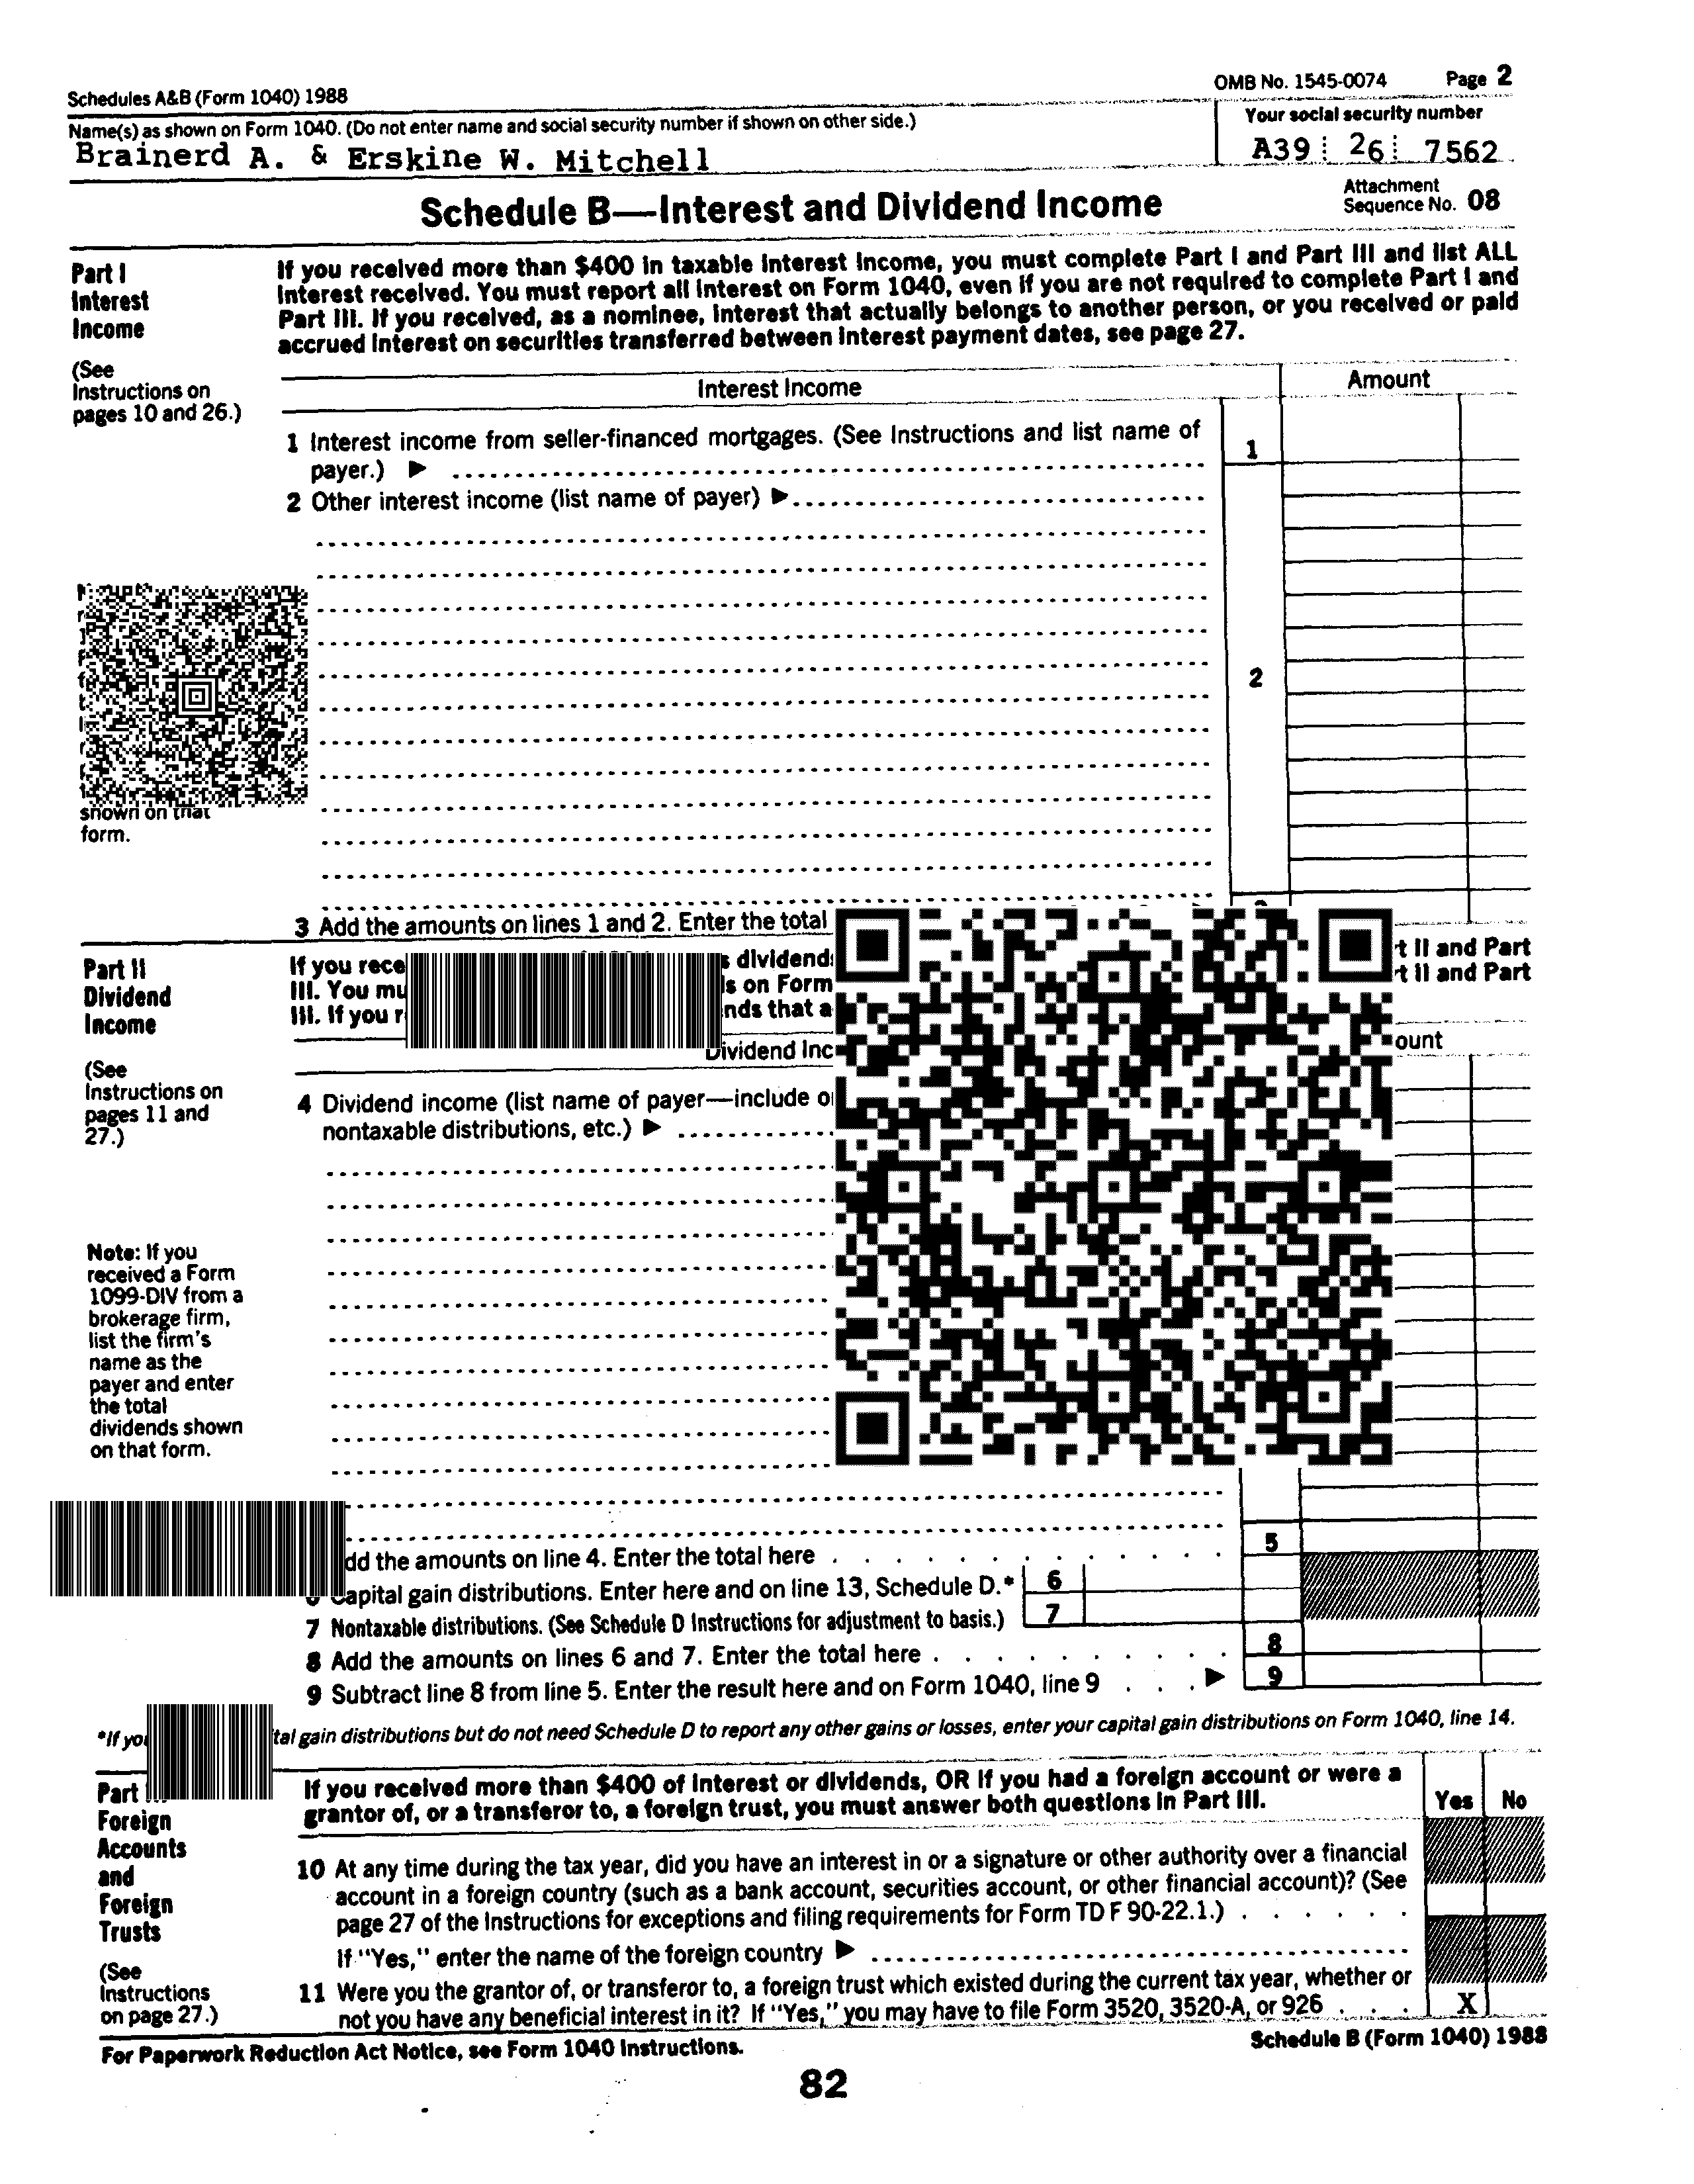 Schedules A&B (Form 1040) 1988
OMB No. 1545-0074 Page 2
Name(s) as shown on Form 1040. (Do not enter name and social security number if shown on other side.)
Your social security number
Brainerd A. & Erskine W. Mitchell
A39 26 7562
Schedule B—Interest and Dividend Income
Attachment
Sequence No. 08
Part I
Interest
Income
(See
Instructions on
pages 10 and 26.)
If you received more than $400 in taxable interest income, you must complete Part I and Part III and list ALL
interest received. You must report all interest on Form 1040, even if you are not required to complete Part I and
Part III. If you received, as a nominee, interest that actually belongs to another person, or you received or paid
accrued interest on securities transferred between interest payment dates, see page 27.
Interest Income
Amount
1 Interest income from seller-financed mortgages. (See Instructions and list name of
payer.) ▶
1
2 Other interest income (list name of payer) ▶
2
shown on that
form.
3 Add the amounts on lines 1 and 2. Enter the total
Part II
Dividend
Income
(See
Instructions on
pages 11 and
27.)
If you rece dividend t II and Part
III. You mu on Form t II and Part
III. If you that a
Dividend Inc ount
4 Dividend income (list name of payer—include
nontaxable distributions, etc.) ▶
Note: If you
received a Form
1099-DIV from a
brokerage firm,
list the firm's
name as the
payer and enter
the total
dividends shown
on that form.
dd the amounts on line 4. Enter the total here 5
Capital gain distributions. Enter here and on line 13, Schedule D.* 6
7 Nontaxable distributions. (See Schedule D Instructions for adjustment to basis.) 7
8 Add the amounts on lines 6 and 7. Enter the total here 8
9 Subtract line 8 from line 5. Enter the result here and on Form 1040, line 9 ▶ 9
*If you tal gain distributions but do not need Schedule D to report any other gains or losses, enter your capital gain distributions on Form 1040, line 14.
Part
Foreign
Accounts
and
Foreign
Trusts
(See
Instructions
on page 27.)
If you received more than $400 of interest or dividends, OR if you had a foreign account or were a
grantor of, or a transferor to, a foreign trust, you must answer both questions in Part III.
Yes No
10 At any time during the tax year, did you have an interest in or a signature or other authority over a financial
account in a foreign country (such as a bank account, securities account, or other financial account)? (See
page 27 of the Instructions for exceptions and filing requirements for Form TD F 90-22.1.)
If "Yes," enter the name of the foreign country ▶
11 Were you the grantor of, or transferor to, a foreign trust which existed during the current tax year, whether or
not you have any beneficial interest in it? If "Yes," you may have to file Form 3520, 3520-A, or 926 X
For Paperwork Reduction Act Notice, see Form 1040 Instructions.
Schedule B (Form 1040) 1988
82